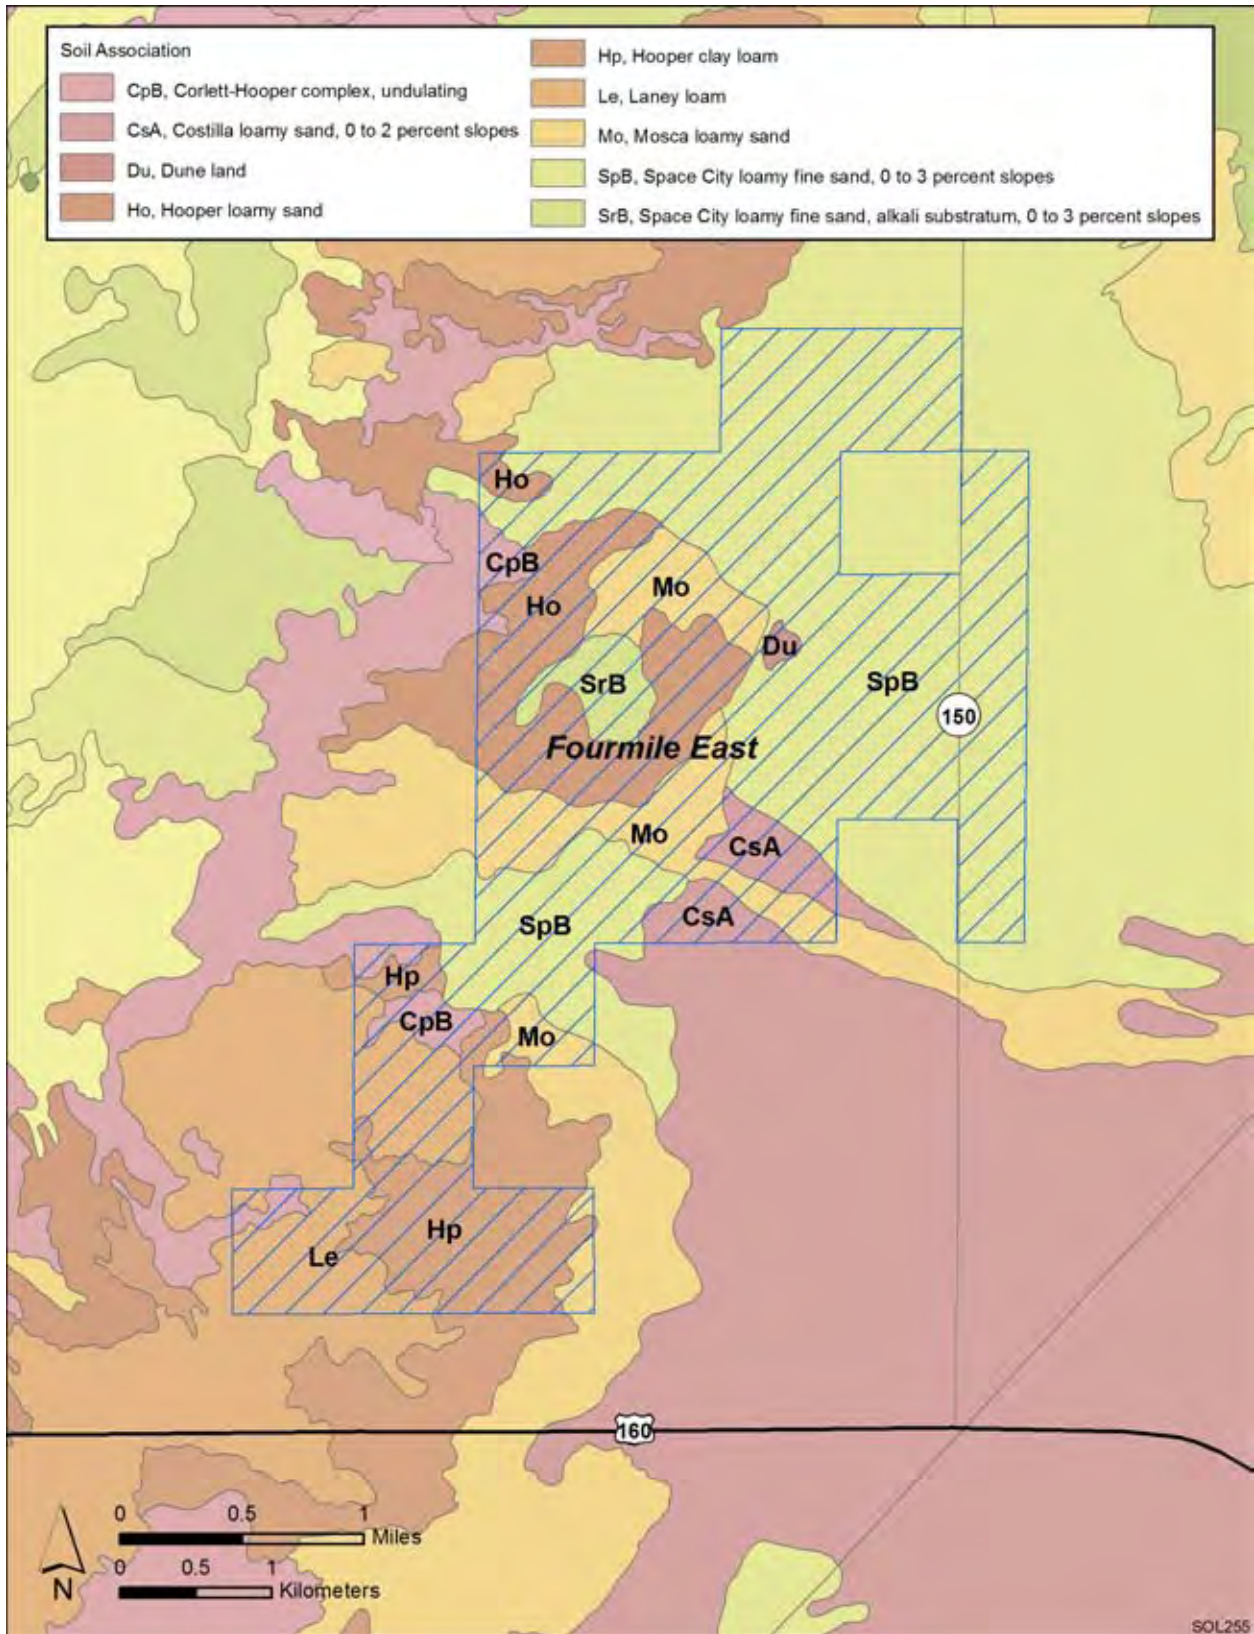 Soil Association
CpB, Corlett-Hooper complex, undulating
CsA, Costilla loamy sand, 0 to 2 percent slopes
Du, Dune land
Ho, Hooper loamy sand
Hp, Hooper clay loam
Le, Laney loam
Mo, Mosca loamy sand
SpB, Space City loamy fine sand, 0 to 3 percent slopes
SrB, Space City loamy fine sand, alkali substratum, 0 to 3 percent slopes
Ho
CpB
Mo
Ho
Du
SrB
SpB
150
Fourmile East
Mo
CsA
CsA
SpB
Hp
CpB
Mo
Hp
Le
160
0 0.5 1
Miles
0 0.5 1
Kilometers
N
SOL255